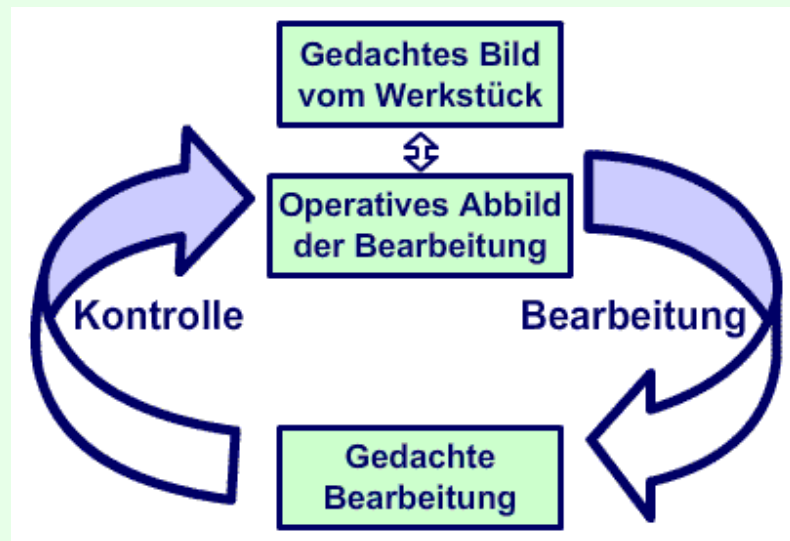 Gedachtes Bild
vom Werkstück
Operatives Abbild
der Bearbeitung
Kontrolle
Bearbeitung
Gedachte
Bearbeitung